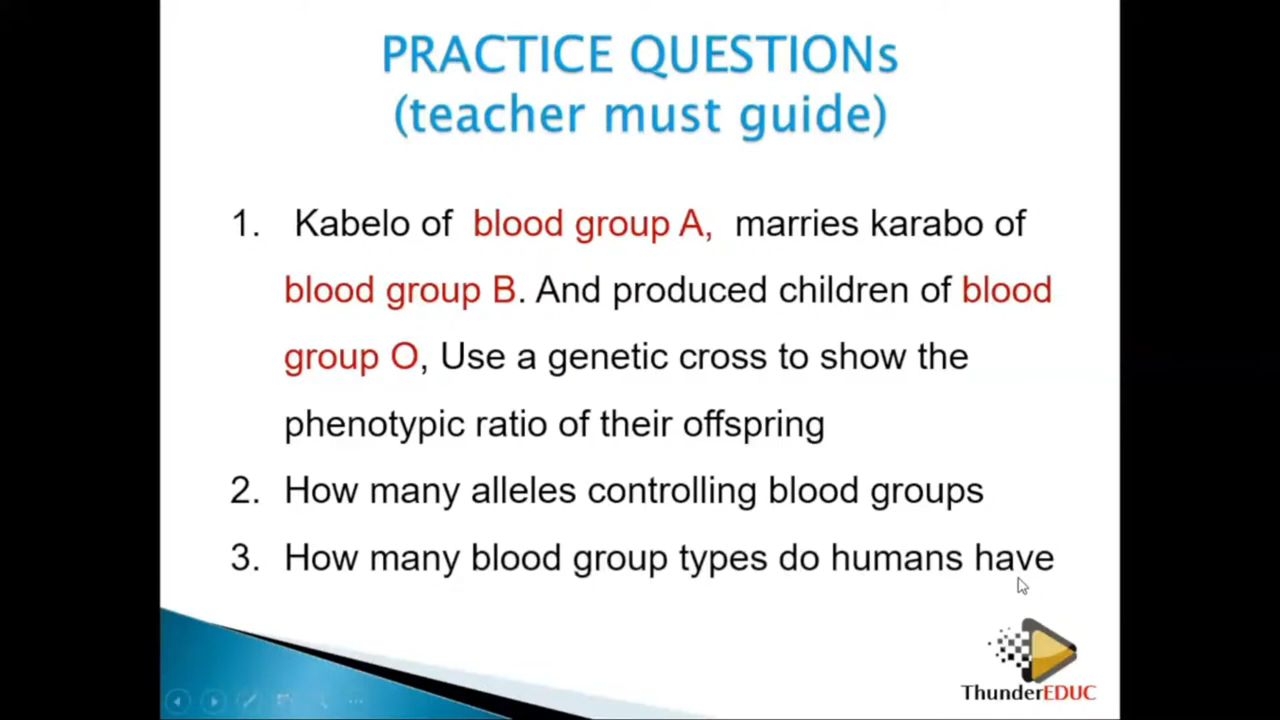 PRACTICE QUESTIONs
(teacher must guide)
1. Kabelo of blood group A, marries karabo of
blood group B. And produced children of blood
group O, Use a genetic cross to show the
phenotypic ratio of their offspring
2. How many alleles controlling blood groups
3. How many blood group types do humans have
ThunderEDUC